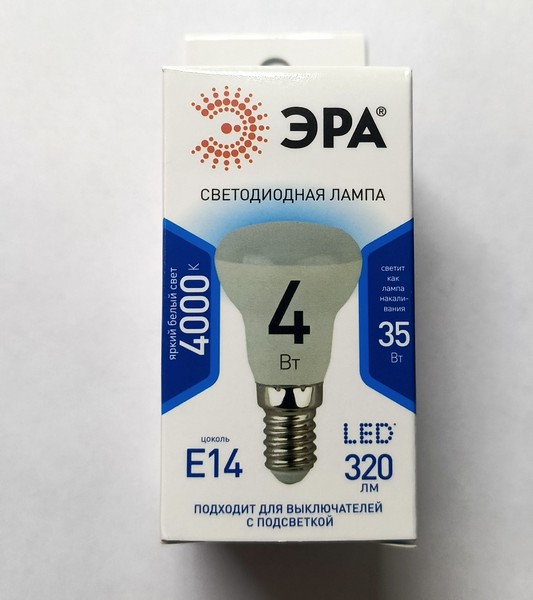 ЭРА®
СВЕТОДИОДНАЯ ЛАМПА
яркий белый свет
4000 К
4
Вт
светит
как
лампа
накали-
вания
35
Вт
цоколь
E14
LED
320
лм
ПОДХОДИТ ДЛЯ ВЫКЛЮЧАТЕЛЕЙ
С ПОДСВЕТКОЙ